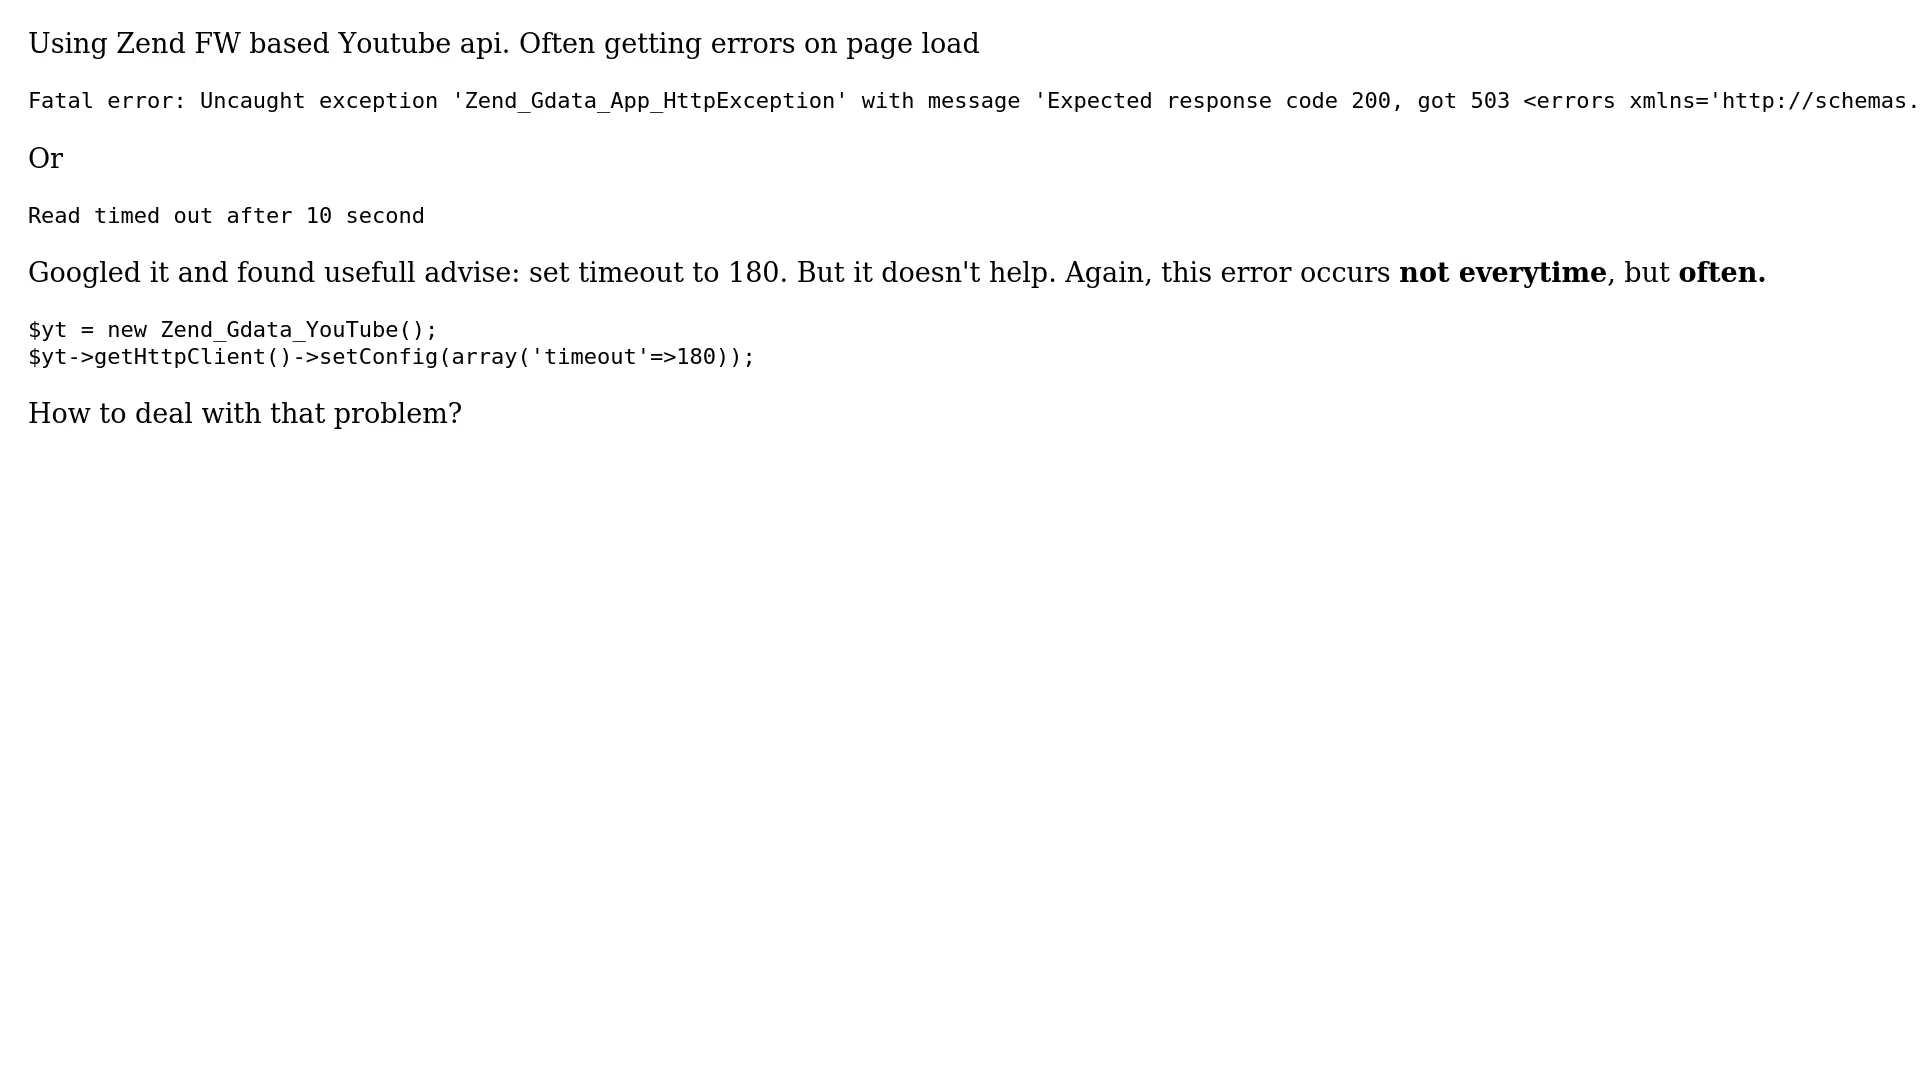 Using Zend FW based Youtube api. Often getting errors on page load
Fatal error: Uncaught exception 'Zend_Gdata_App_HttpException' with message 'Expected response code 200, got 503 <errors xmlns='http://schemas.
Or
Read timed out after 10 second
Googled it and found usefull advise: set timeout to 180. But it doesn't help. Again, this error occurs not everytime, but often.
$yt = new Zend_Gdata_YouTube();
$yt->getHttpClient()->setConfig(array('timeout'=>180));
How to deal with that problem?